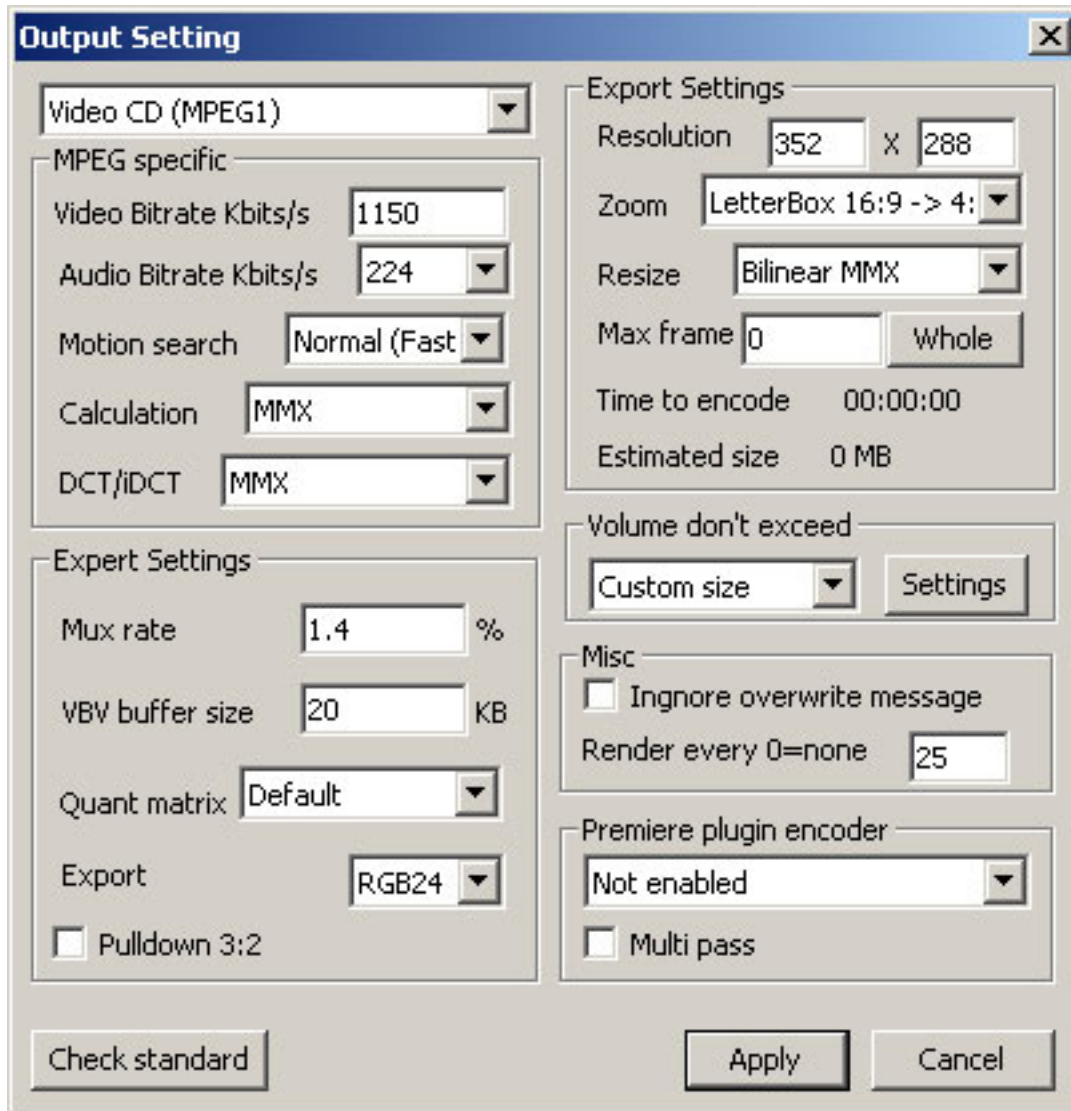 Output Setting
Video CD (MPEG1)
MPEG specific
Video Bitrate Kbits/s 1150
Audio Bitrate Kbits/s 224
Motion search Normal (Fast
Calculation MMX
DCT/iDCT MMX
Expert Settings
Mux rate 1.4 %
VBV buffer size 20 KB
Quant matrix Default
Export RGB24
Pulldown 3:2
Export Settings
Resolution 352 X 288
Zoom LetterBox 16:9 -> 4:
Resize Bilinear MMX
Max frame 0 Whole
Time to encode 00:00:00
Estimated size 0 MB
Volume don't exceed
Custom size Settings
Misc
Ingnore overwrite message
Render every 0=none 25
Premiere plugin encoder
Not enabled
Multi pass
Check standard Apply Cancel